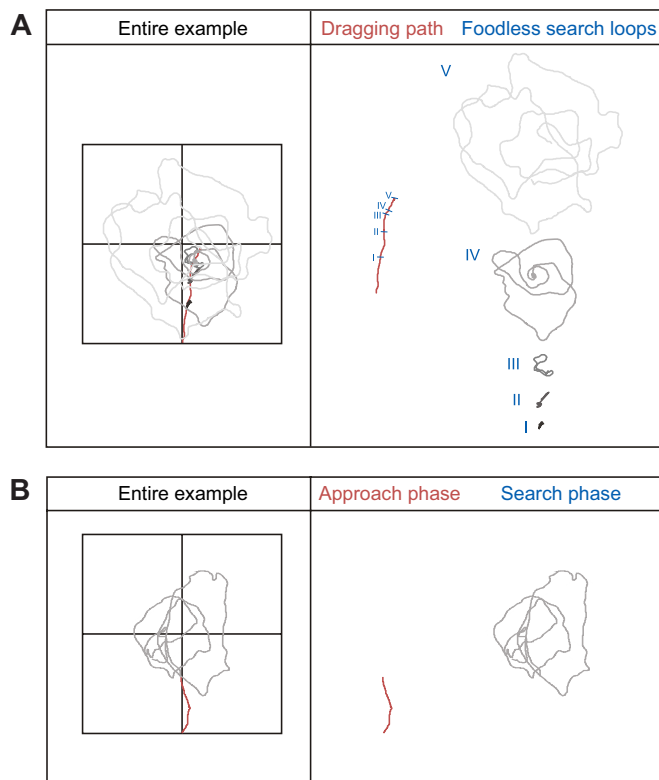 A
Entire example
Dragging path
Foodless search loops
V
V
IV
III
II
I
IV
III
II
I
B
Entire example
Approach phase
Search phase